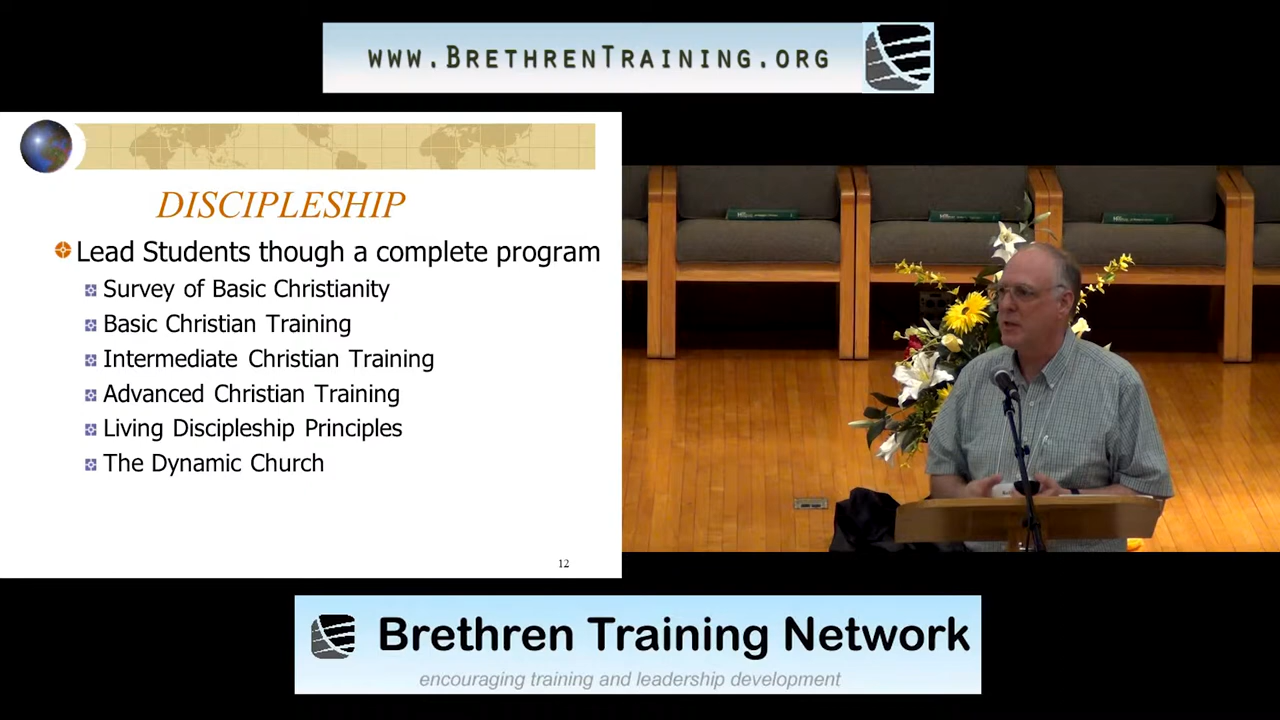 www.BrethrenTraining.org
DISCIPLESHIP
Lead Students though a complete program
Survey of Basic Christianity
Basic Christian Training
Intermediate Christian Training
Advanced Christian Training
Living Discipleship Principles
The Dynamic Church
12
Brethren Training Network
encouraging training and leadership development